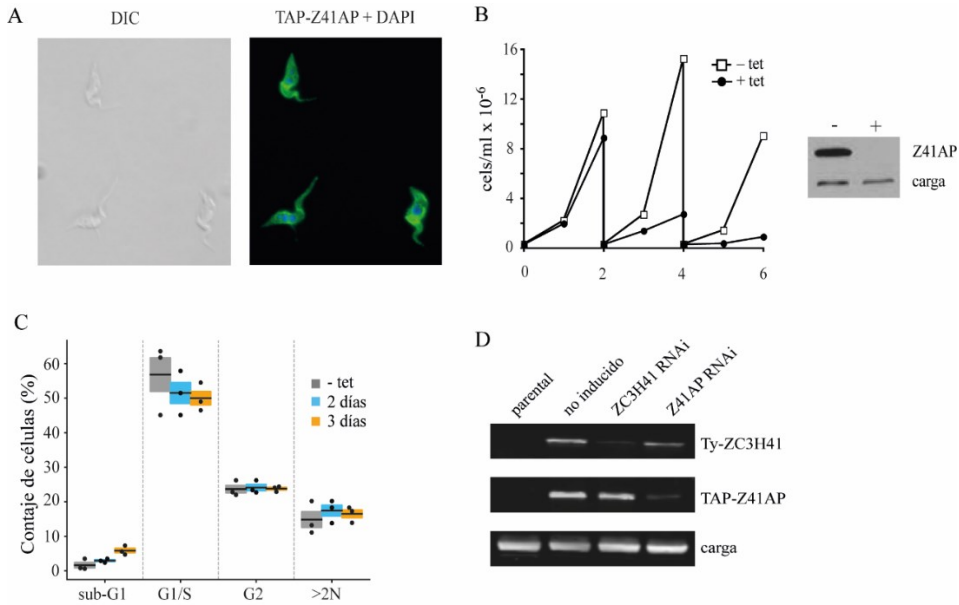 A
DIC
TAP-Z41AP + DAPI
B
cels/ml x 10-6
16
12
8
4
0
0
2
4
6
– tet
+ tet
-
+
Z41AP
carga
C
Contaje de células (%)
60
50
40
30
20
10
0
- tet
2 días
3 días
sub-G1
G1/S
G2
>2N
D
parental
no inducido
ZC3H41 RNAi
Z41AP RNAi
Ty-ZC3H41
TAP-Z41AP
carga